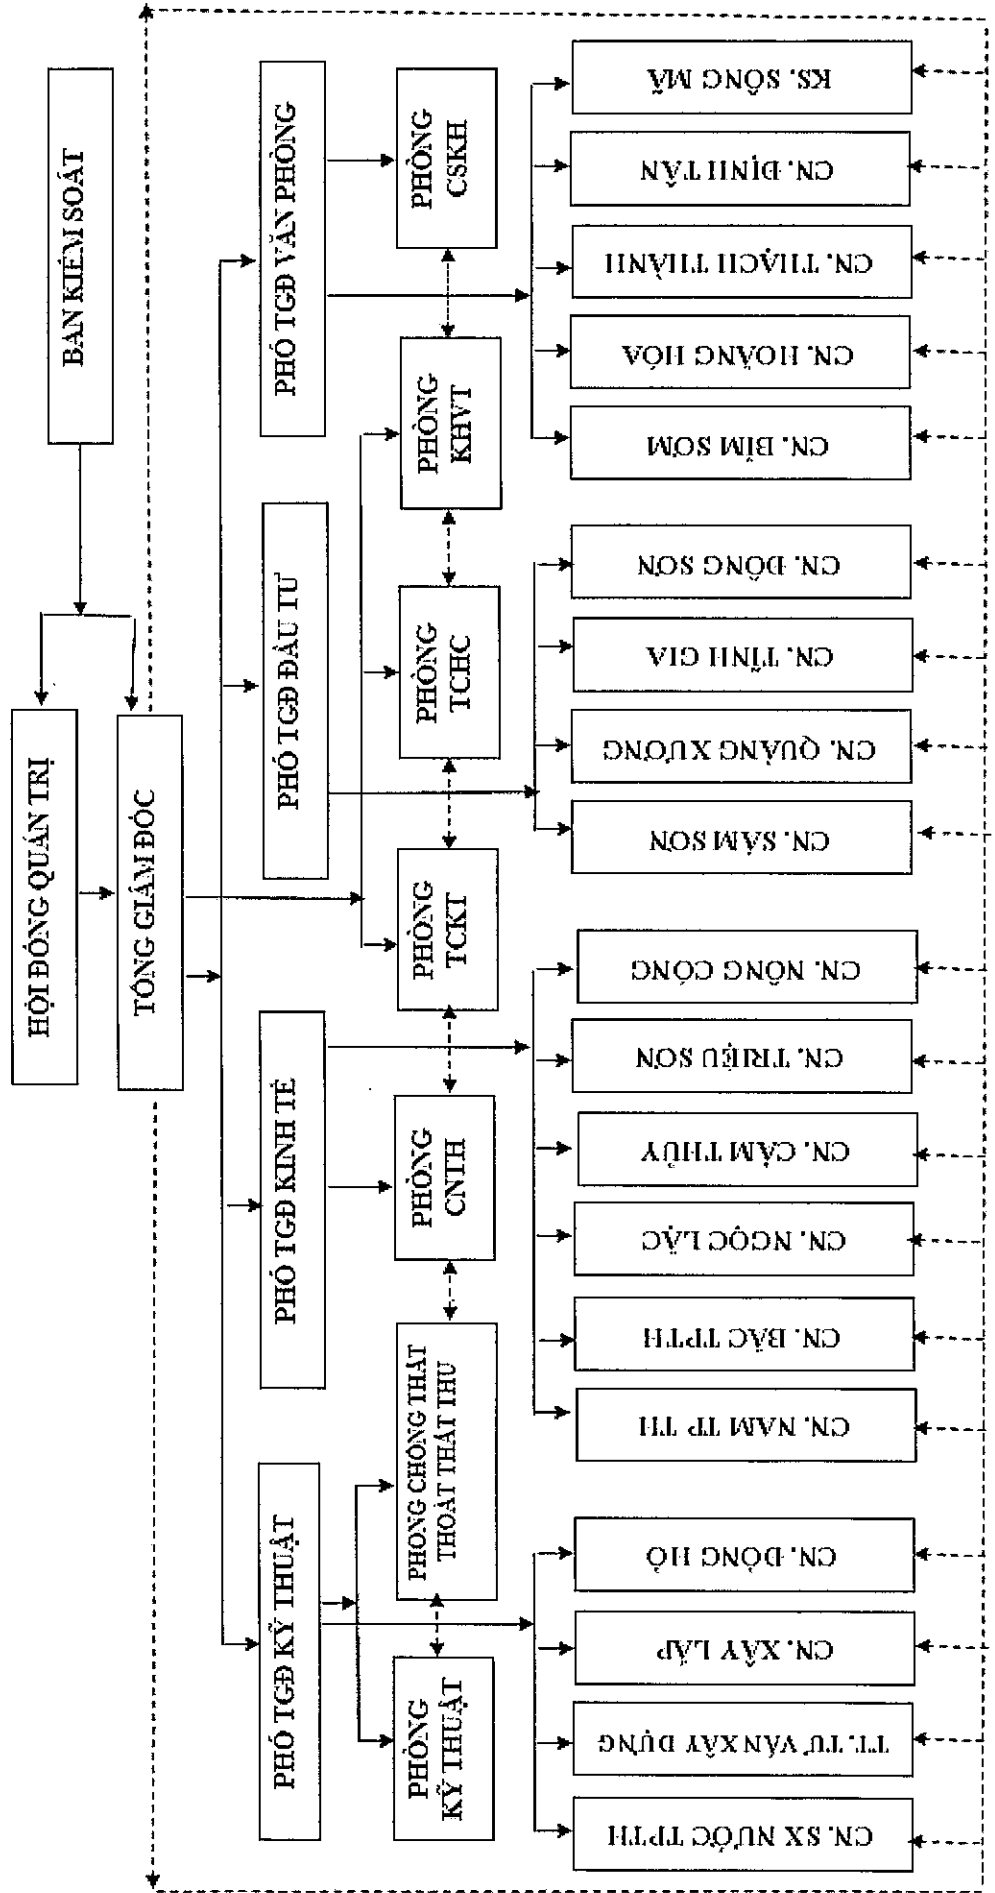 HỘI ĐỒNG QUẢN TRỊ
BAN KIỂM SOÁT
TỔNG GIÁM ĐỐC
PHÓ TGĐ KỸ THUẬT
PHÓ TGĐ KINH TẾ
PHÓ TGĐ ĐẦU TƯ
PHÓ TGĐ VĂN PHÒNG
PHÒNG
KỸ THUẬT
PHÒNG CHỐNG THẤT
THOÁT THẤT THU
PHÒNG
CNTH
PHÒNG
TCKT
PHÒNG
TCHC
PHÒNG
KHVT
PHÒNG
CSKH
CN. SX NƯỚC TPTH
TT. TƯ VẤN XÂY DỰNG
CN. XÂY LẮP
CN. ĐỒNG HỒ
CN. NAM TP TH
CN. BẮC TPTH
CN. NGỌC LẶC
CN. CẨM THỦY
CN. TRIỆU SƠN
CN. NÔNG CỐNG
CN. SẦM SƠN
CN. QUẢNG XƯƠNG
CN. TĨNH GIA
CN. ĐÔNG SƠN
CN. BỈM SƠM
CN. HOẰNG HÓA
CN. THẠCH THÀNH
CN. ĐỊNH TÂN
KS. SÔNG MÃ